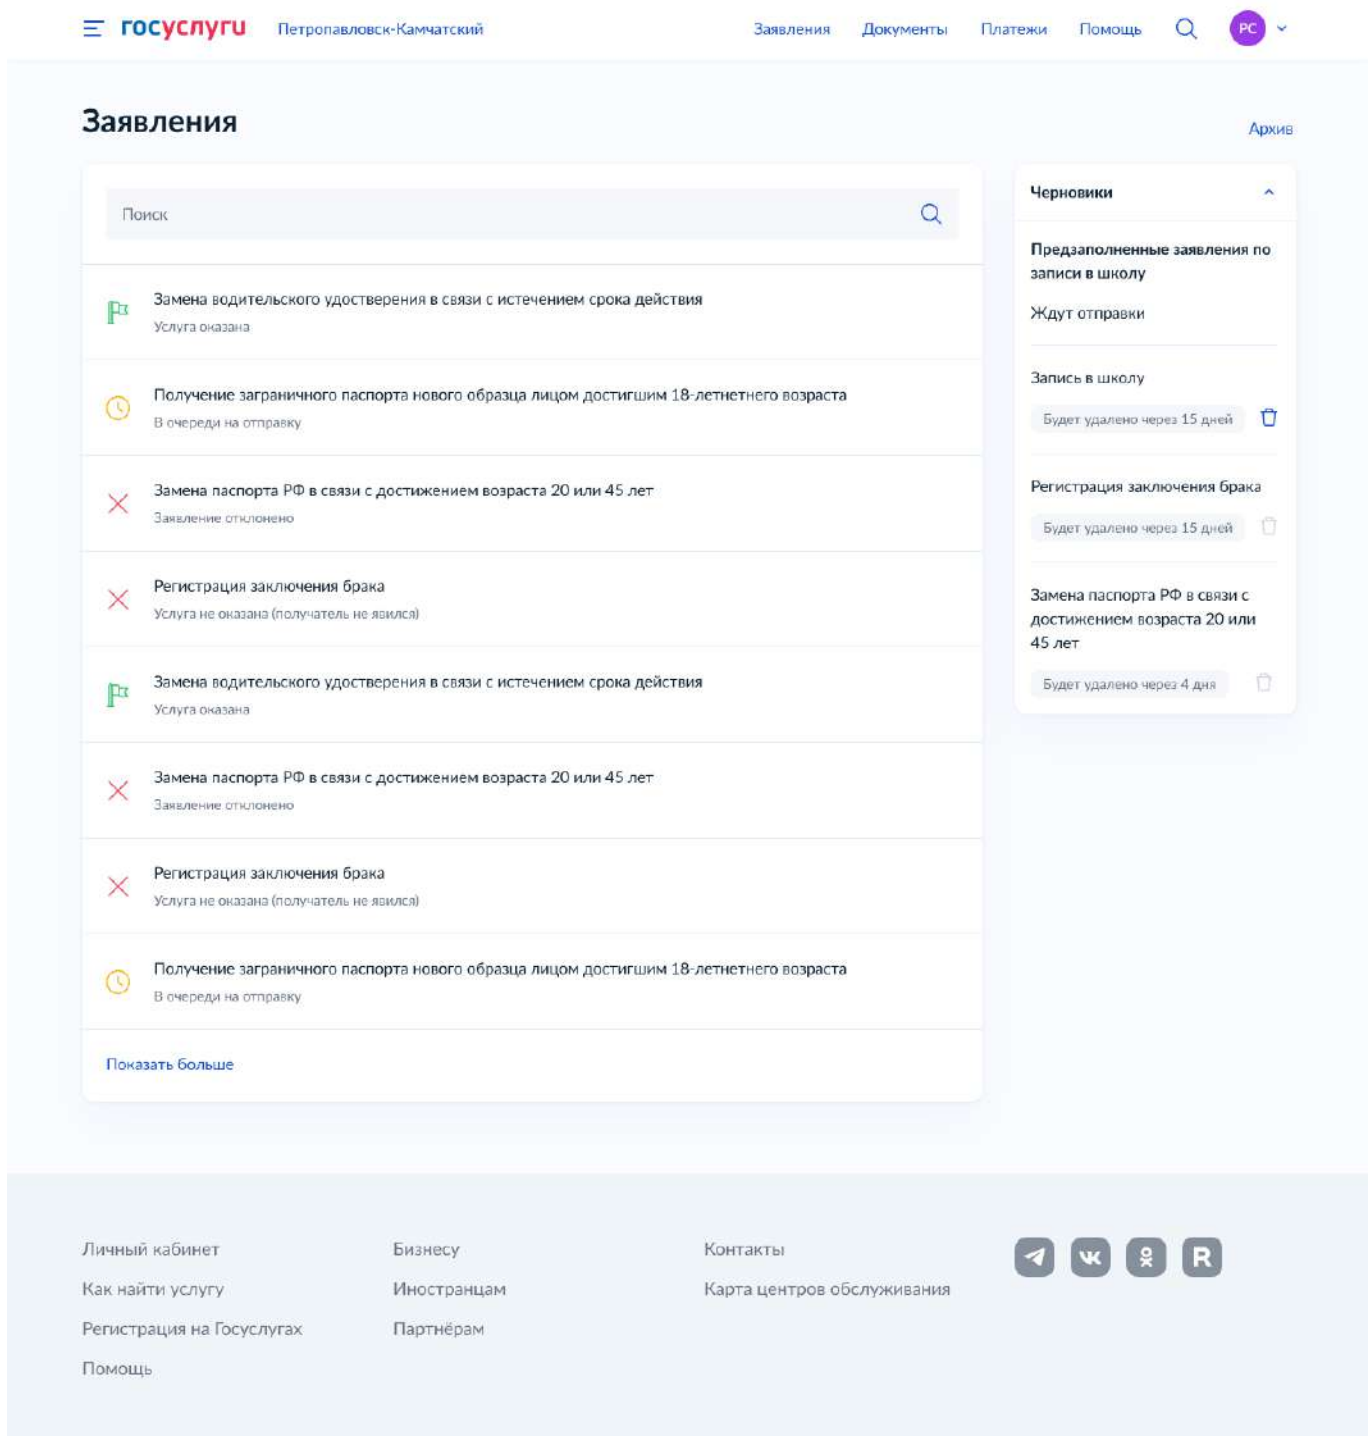 госуслуги
Петропавловск-Камчатский
Заявления
Документы
Платежи
Помощь
РС
Заявления
Архив
Поиск
Замена водительского удостверения в связи с истечением срока действия
Услуга оказана
Получение заграничного паспорта нового образца лицом достигшим 18-летнетнего возраста
В очереди на отправку
Замена паспорта РФ в связи с достижением возраста 20 или 45 лет
Заявление отклонено
Регистрация заключения брака
Услуга не оказана (получатель не явился)
Замена водительского удостверения в связи с истечением срока действия
Услуга оказана
Замена паспорта РФ в связи с достижением возраста 20 или 45 лет
Заявление отклонено
Регистрация заключения брака
Услуга не оказана (получатель не явился)
Получение заграничного паспорта нового образца лицом достигшим 18-летнетнего возраста
В очереди на отправку
Показать больше
Черновики
Предзаполненные заявления по
записи в школу
Ждут отправки
Запись в школу
Будет удалено через 15 дней
Регистрация заключения брака
Будет удалено через 15 дней
Замена паспорта РФ в связи с
достижением возраста 20 или
45 лет
Будет удалено через 4 дня
Личный кабинет
Как найти услугу
Регистрация на Госуслугах
Помощь
Бизнесу
Иностранцам
Партнёрам
Контакты
Карта центров обслуживания
R